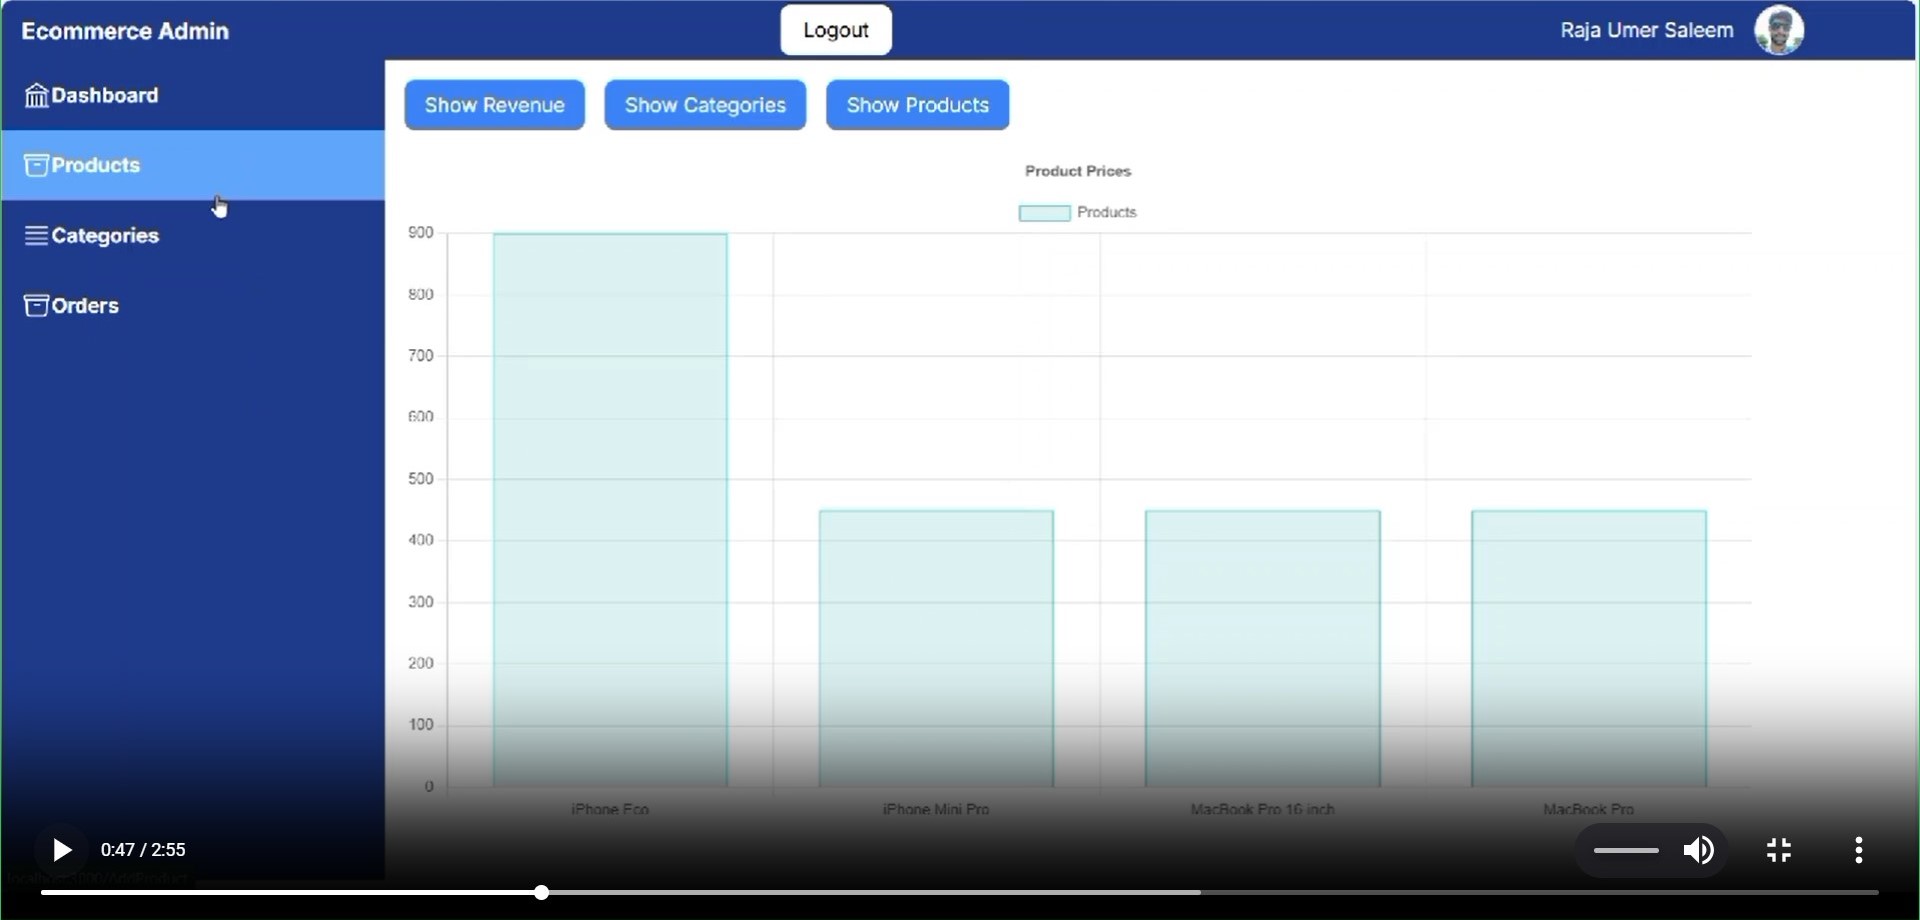 Ecommerce Admin
Logout
Raja Umer Saleem
Dashboard
Products
Categories
Orders
Show Revenue
Show Categories
Show Products
Product Prices
Products
900
800
700
600
500
400
300
200
100
0
iPhone Eco
iPhone Mini Pro
MacBook Pro 16 inch
MacBook Pro
0:47 / 2:55